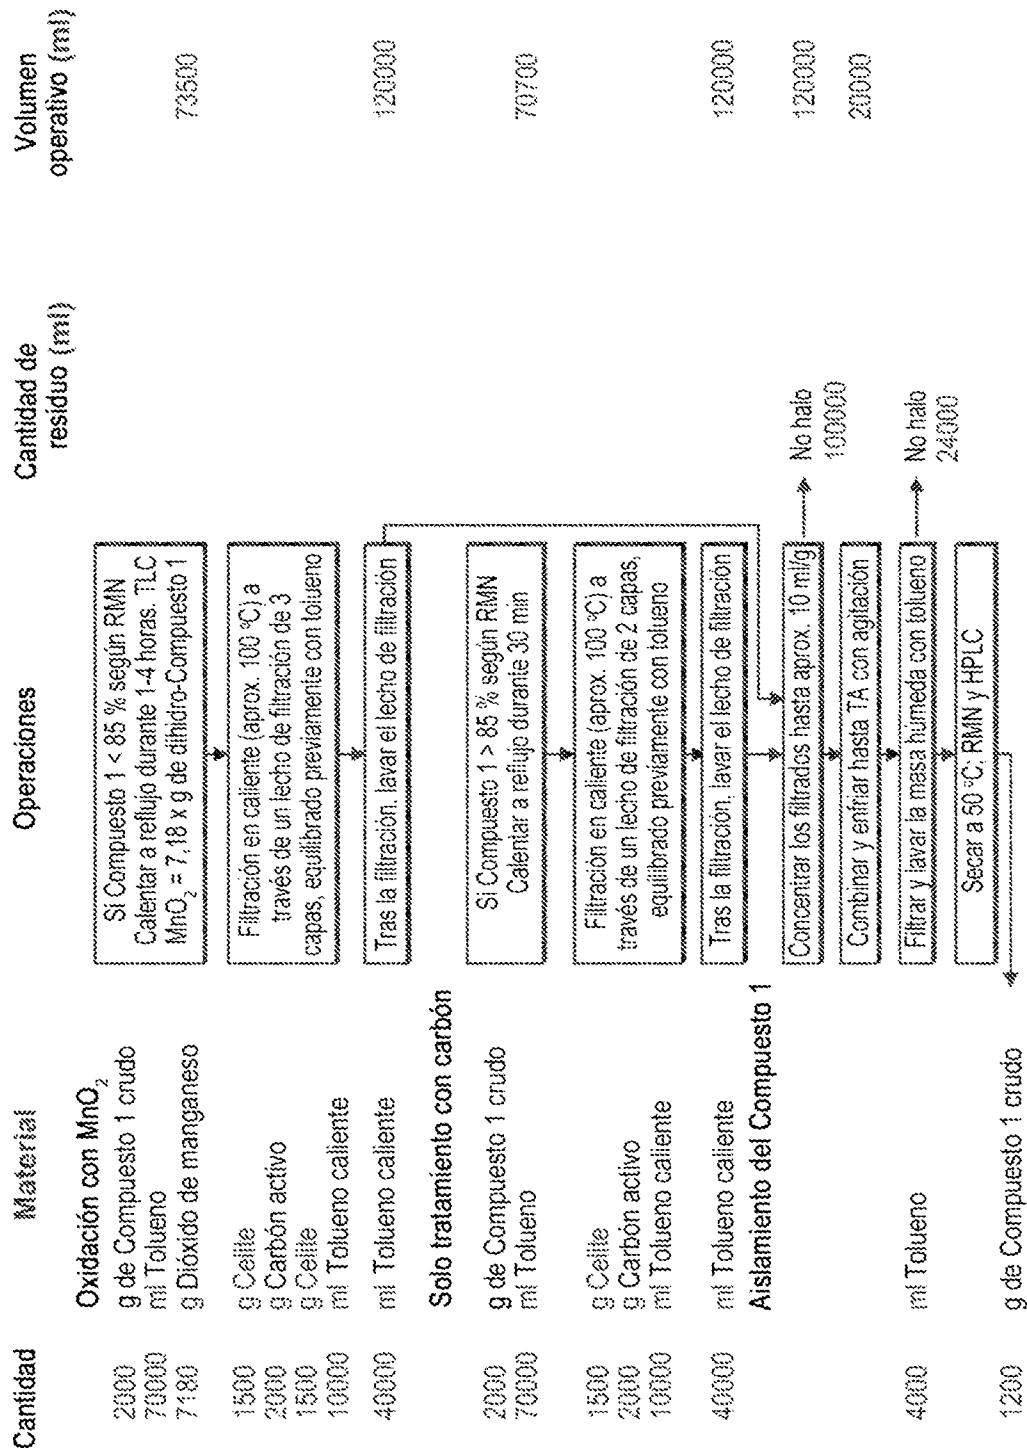 Cantidad Material Operaciones Cantidad de residuo (ml) Volumen operativo (ml)
Oxidación con MnO2
2000 g de Compuesto 1 crudo
70000 ml Tolueno
7180 g Dióxido de manganeso
Si Compuesto 1 < 85 % según RMN
Calentar a reflujo durante 1-4 horas. TLC
MnO2 = 7,18 x g de dihidro-Compuesto 1
73500
1500 g Celite
2000 g Carbón activo
1500 g Celite
10000 ml Tolueno caliente
Filtración en caliente (aprox. 100 ºC) a
través de un lecho de filtración de 3
capas, equilibrado previamente con tolueno
40000 ml Tolueno caliente
Tras la filtración, lavar el lecho de filtración
120000
Solo tratamiento con carbón
2000 g de Compuesto 1 crudo
70000 ml Tolueno
Si Compuesto 1 > 85 % según RMN
Calentar a reflujo durante 30 min
70700
1500 g Celite
2000 g Carbón activo
10000 ml Tolueno caliente
Filtración en caliente (aprox. 100 ºC) a
través de un lecho de filtración de 2 capas,
equilibrado previamente con tolueno
40000 ml Tolueno caliente
Tras la filtración, lavar el lecho de filtración
120000
Aislamiento del Compuesto 1
Concentrar los filtrados hasta aprox. 10 ml/g
No halo
100000
120000
Combinar y enfriar hasta TA con agitación
20000
4000 ml Tolueno
Filtrar y lavar la masa húmeda con tolueno
No halo
24000
Secar a 50 ºC; RMN y HPLC
1200 g de Compuesto 1 crudo